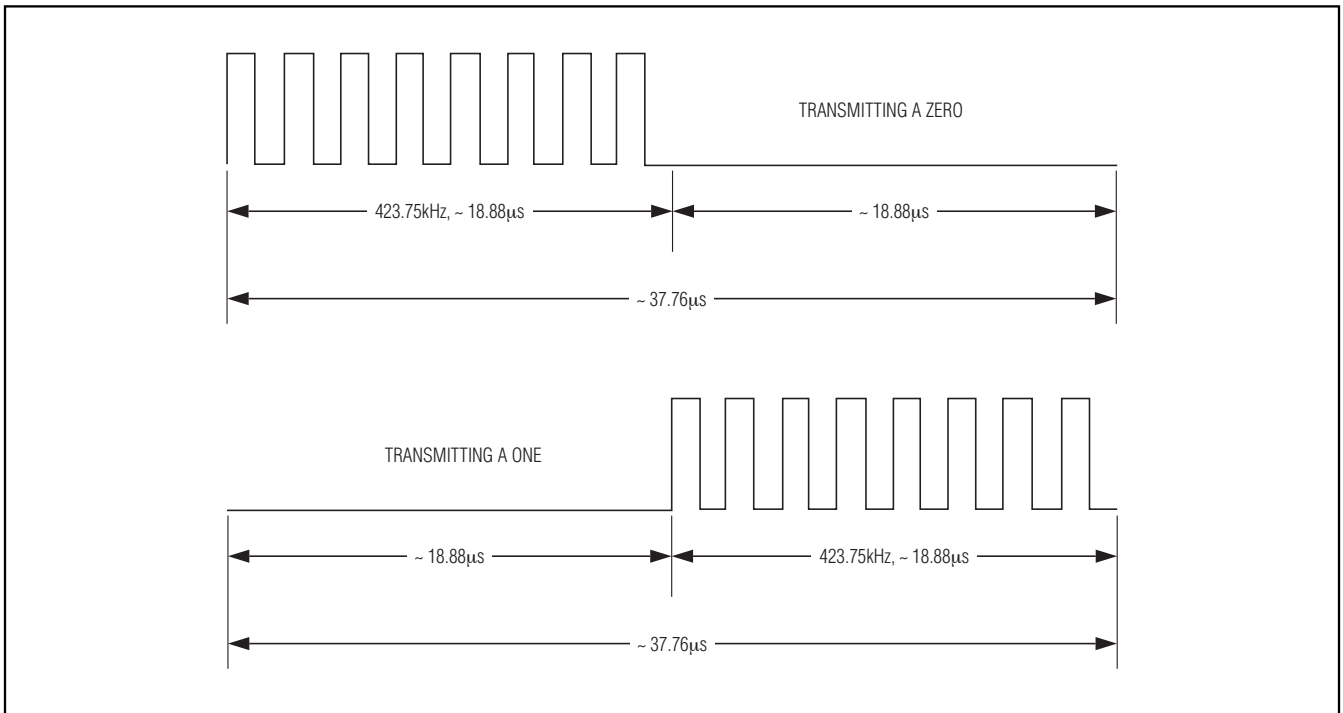 TRANSMITTING A ZERO
423.75kHz, ~ 18.88µs
~ 18.88µs
~ 37.76µs
TRANSMITTING A ONE
~ 18.88µs
423.75kHz, ~ 18.88µs
~ 37.76µs